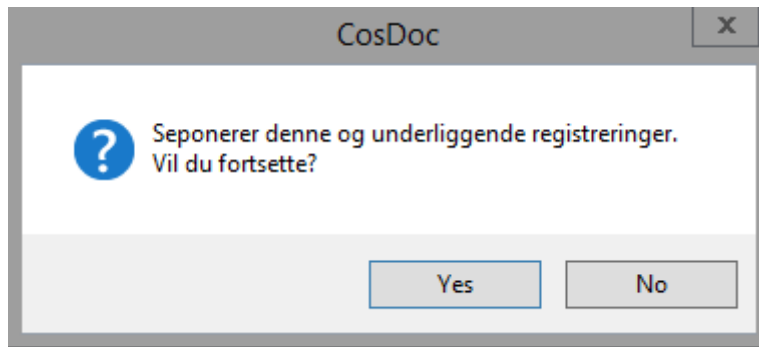 CosDoc
x
Seponerer denne og underliggende registreringer.
Vil du fortsette?
Yes
No